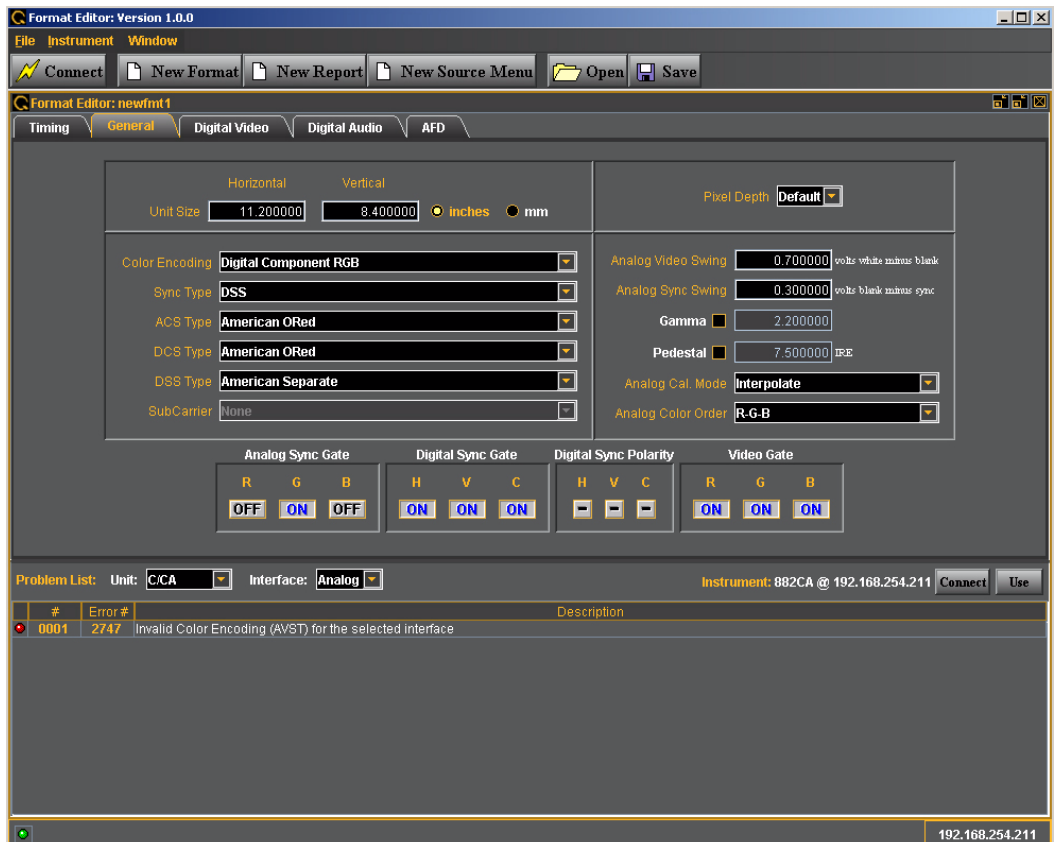 Format Editor: Version 1.0.0
File Instrument Window
Connect New Format New Report New Source Menu Open Save
Format Editor: newfmt1
Timing General Digital Video Digital Audio AFD
Horizontal Vertical
Unit Size 11.200000 8.400000 inches mm
Pixel Depth Default
Color Encoding Digital Component RGB
Sync Type DSS
ACS Type American ORed
DCS Type American ORed
DSS Type American Separate
SubCarrier None
Analog Video Swing 0.700000 volts white minus blank
Analog Sync Swing 0.300000 volts blank minus sync
Gamma 2.200000
Pedestal 7.500000 IRE
Analog Cal. Mode Interpolate
Analog Color Order R-G-B
Analog Sync Gate Digital Sync Gate Digital Sync Polarity Video Gate
R G B H V C H V C R G B
OFF ON OFF ON ON ON - - - ON ON ON
Problem List: Unit: C/CA Interface: Analog Instrument: 882CA @ 192.168.254.211 Connect Use
# Error # Description
0001 2747 Invalid Color Encoding (AVST) for the selected interface
192.168.254.211